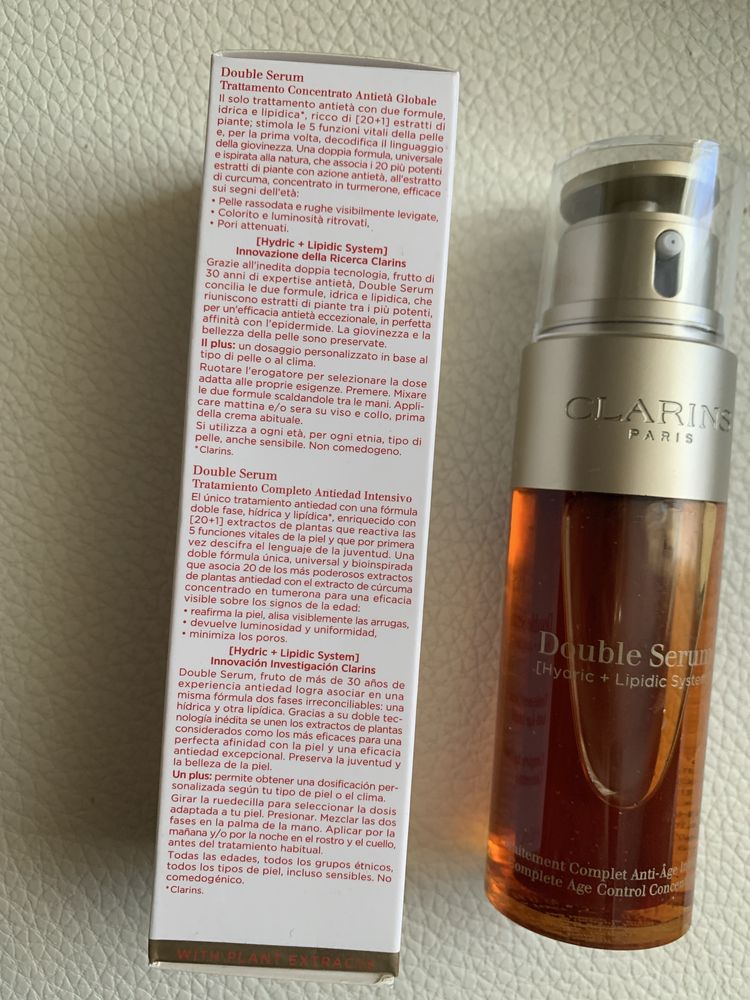 Double Serum
Trattamento Concentrato Antietà Globale
Il solo trattamento antietà con due formule,
idrica e lipidica*, ricco di [20+1] estratti di
piante; stimola le 5 funzioni vitali della pelle
e, per la prima volta, decodifica il linguaggio
della giovinezza. Una doppia formula, universale
e ispirata alla natura, che associa i 20 più potenti
estratti di piante con azione antietà, all'estratto
di curcuma, concentrato in turmerone, efficace
sui segni dell'età:
• Pelle rassodata e rughe visibilmente levigate,
• Colorito e luminosità ritrovati,
• Pori attenuati.
[Hydric + Lipidic System]
Innovazione della Ricerca Clarins
Grazie all'inedita doppia tecnologia, frutto di
30 anni di expertise antietà, Double Serum
concilia le due formule, idrica e lipidica, che
riuniscono estratti di piante tra i più potenti,
per un'efficacia antietà eccezionale, in perfetta
affinità con l'epidermide. La giovinezza e la
bellezza della pelle sono preservate.
Il plus: un dosaggio personalizzato in base al
tipo di pelle o al clima.
Ruotare l'erogatore per selezionare la dose
adatta alle proprie esigenze. Premere. Mixare
le due formule scaldandole tra le mani. Appli-
care mattina e/o sera su viso e collo, prima
della crema abituale.
Si utilizza a ogni età, per ogni etnia, tipo di
pelle, anche sensibile. Non comedogeno.
*Clarins.
Double Serum
Tratamiento Completo Antiedad Intensivo
El único tratamiento antiedad con una fórmula
doble fase, hídrica y lipídica*, enriquecido con
[20+1] extractos de plantas que reactiva las
5 funciones vitales de la piel y que por primera
vez descifra el lenguaje de la juventud. Una
doble fórmula única, universal y bioinspirada
que asocia 20 de los más poderosos extractos
de plantas antiedad con el extracto de cúrcuma
concentrado en tumerona para una eficacia
visible sobre los signos de la edad:
• reafirma la piel, alisa visiblemente las arrugas,
• devuelve luminosidad y uniformidad,
• minimiza los poros.
[Hydric + Lipidic System]
Innovación Investigación Clarins
Double Serum, fruto de más de 30 años de
experiencia antiedad logra asociar en una
misma fórmula dos fases irreconciliables: una
hídrica y otra lipídica. Gracias a su doble tec-
nología inédita se unen los extractos de plantas
considerados como los más eficaces para una
perfecta afinidad con la piel y una eficacia
antiedad excepcional. Preserva la juventud y
la belleza de la piel.
Un plus: permite obtener una dosificación per-
sonalizada según tu tipo de piel o el clima.
Girar la ruedecilla para seleccionar la dosis
adaptada a tu piel. Presionar. Mezclar las dos
fases en la palma de la mano. Aplicar por la
mañana y/o por la noche en el rostro y el cuello,
antes del tratamiento habitual.
Todas las edades, todos los grupos étnicos,
todos los tipos de piel, incluso sensibles. No
comedogénico.
*Clarins.
WITH PLANT EXTRACTS
CLARINS
PARIS
Double Serum
[Hydric + Lipidic System
Traitement Complet Anti-Âge
Complete Age Control